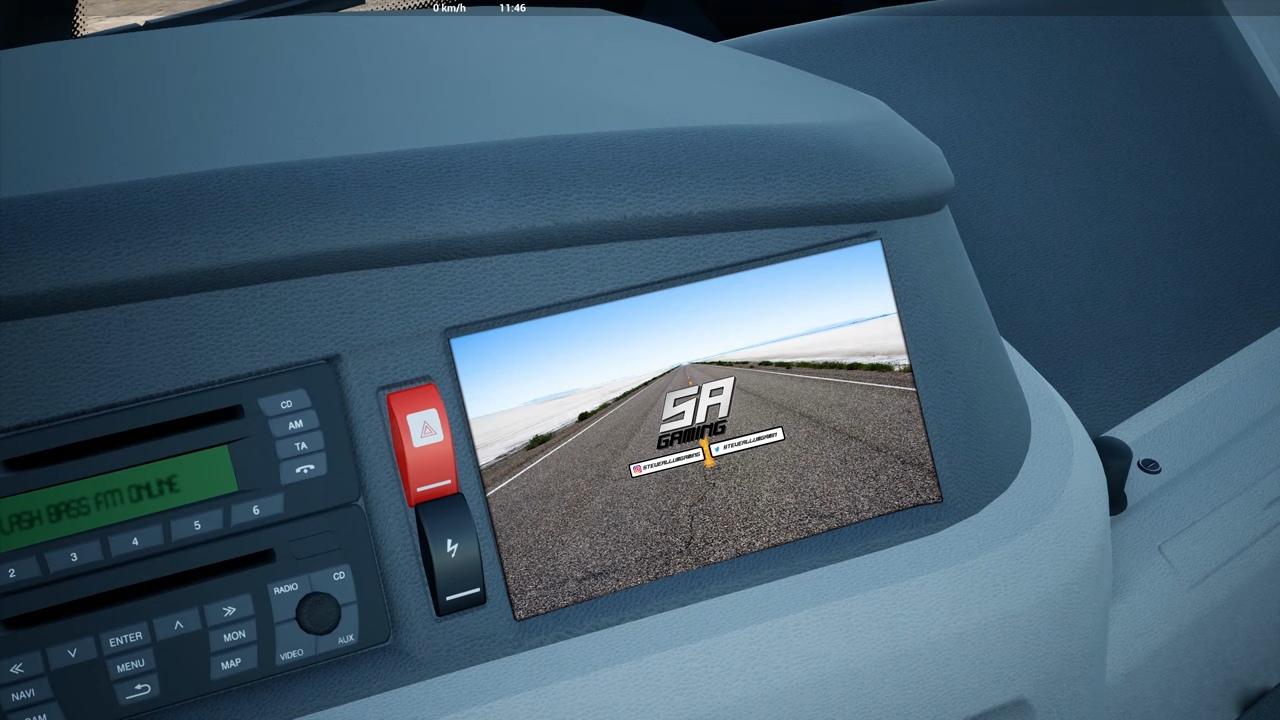 0 km/h 11:46
CD
AM
TA
LASH BASS FM ONLINE
2 3 4 5 6
RADIO CD
ENTER
MON
AUX
MENU
MAP
VIDEO
NAVI
SA
GAMING